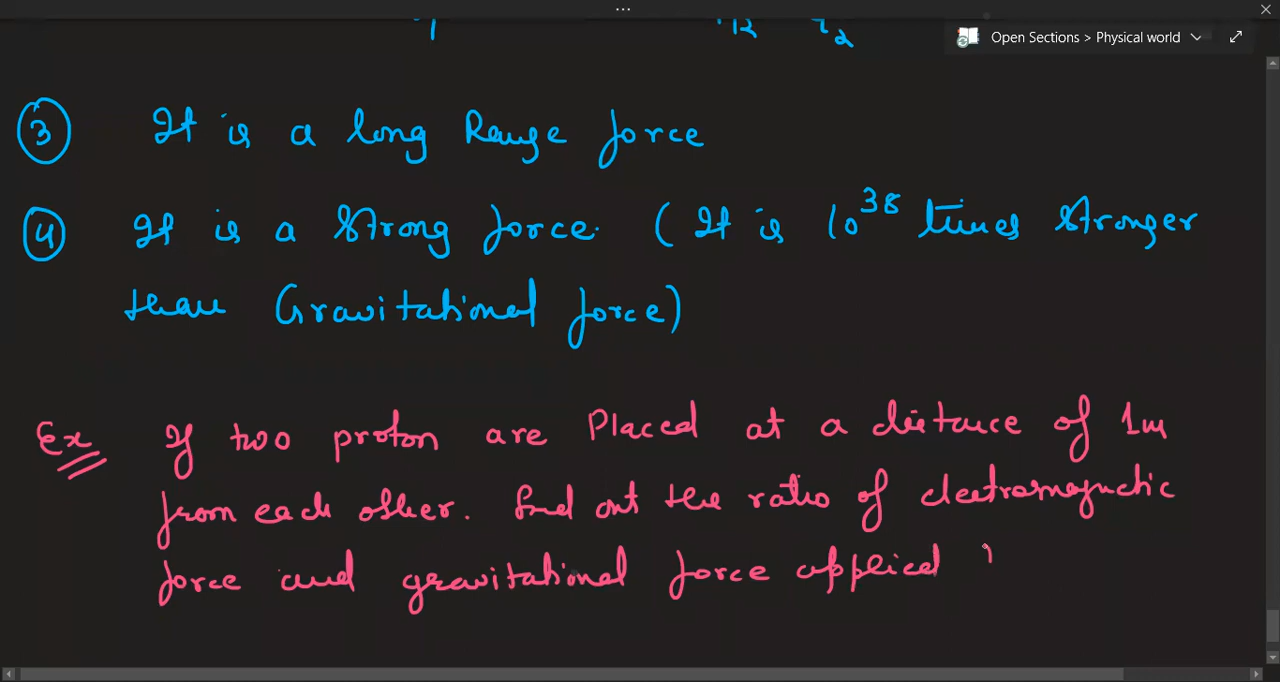 Open Sections > Physical world
3 It is a long Range force
4 It is a Strong force. (It is 10^38 times stronger
than Gravitational force)
Ex If two proton are Placed at a distance of 1m
from each other. Find out the ratio of electromagnetic
force and gravitational force applied